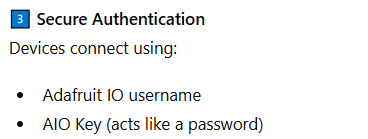 3 Secure Authentication
Devices connect using:
• Adafruit IO username
• AIO Key (acts like a password)